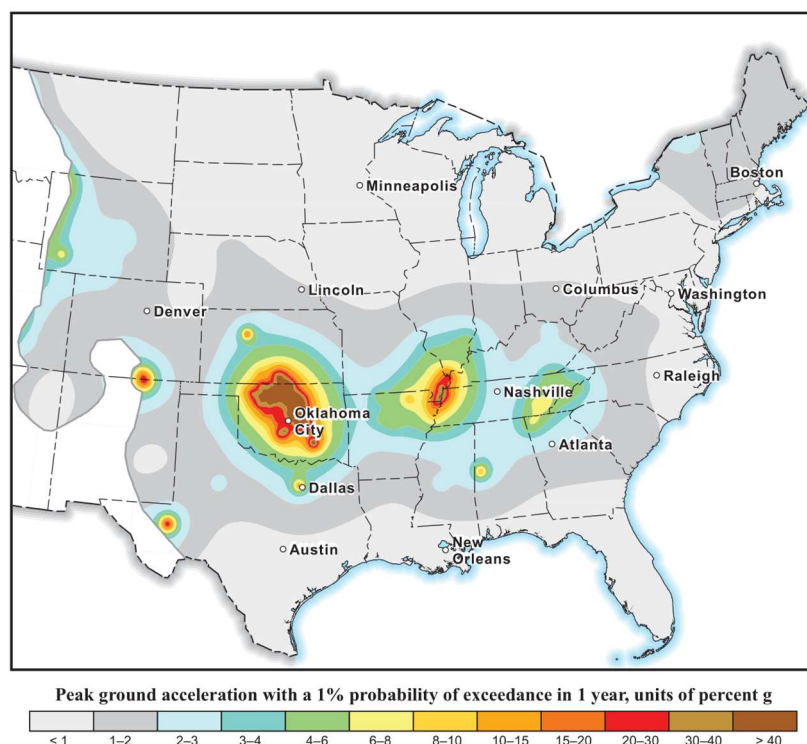 Minneapolis
Boston
Lincoln
Columbus
Washington
Denver
Raleigh
Nashville
Oklahoma
City
Atlanta
Dallas
Austin
New
Orleans
Peak ground acceleration with a 1% probability of exceedance in 1 year, units of percent g
< 1 1–2 2–3 3–4 4–6 6–8 8–10 10–15 15–20 20–30 30–40 > 40